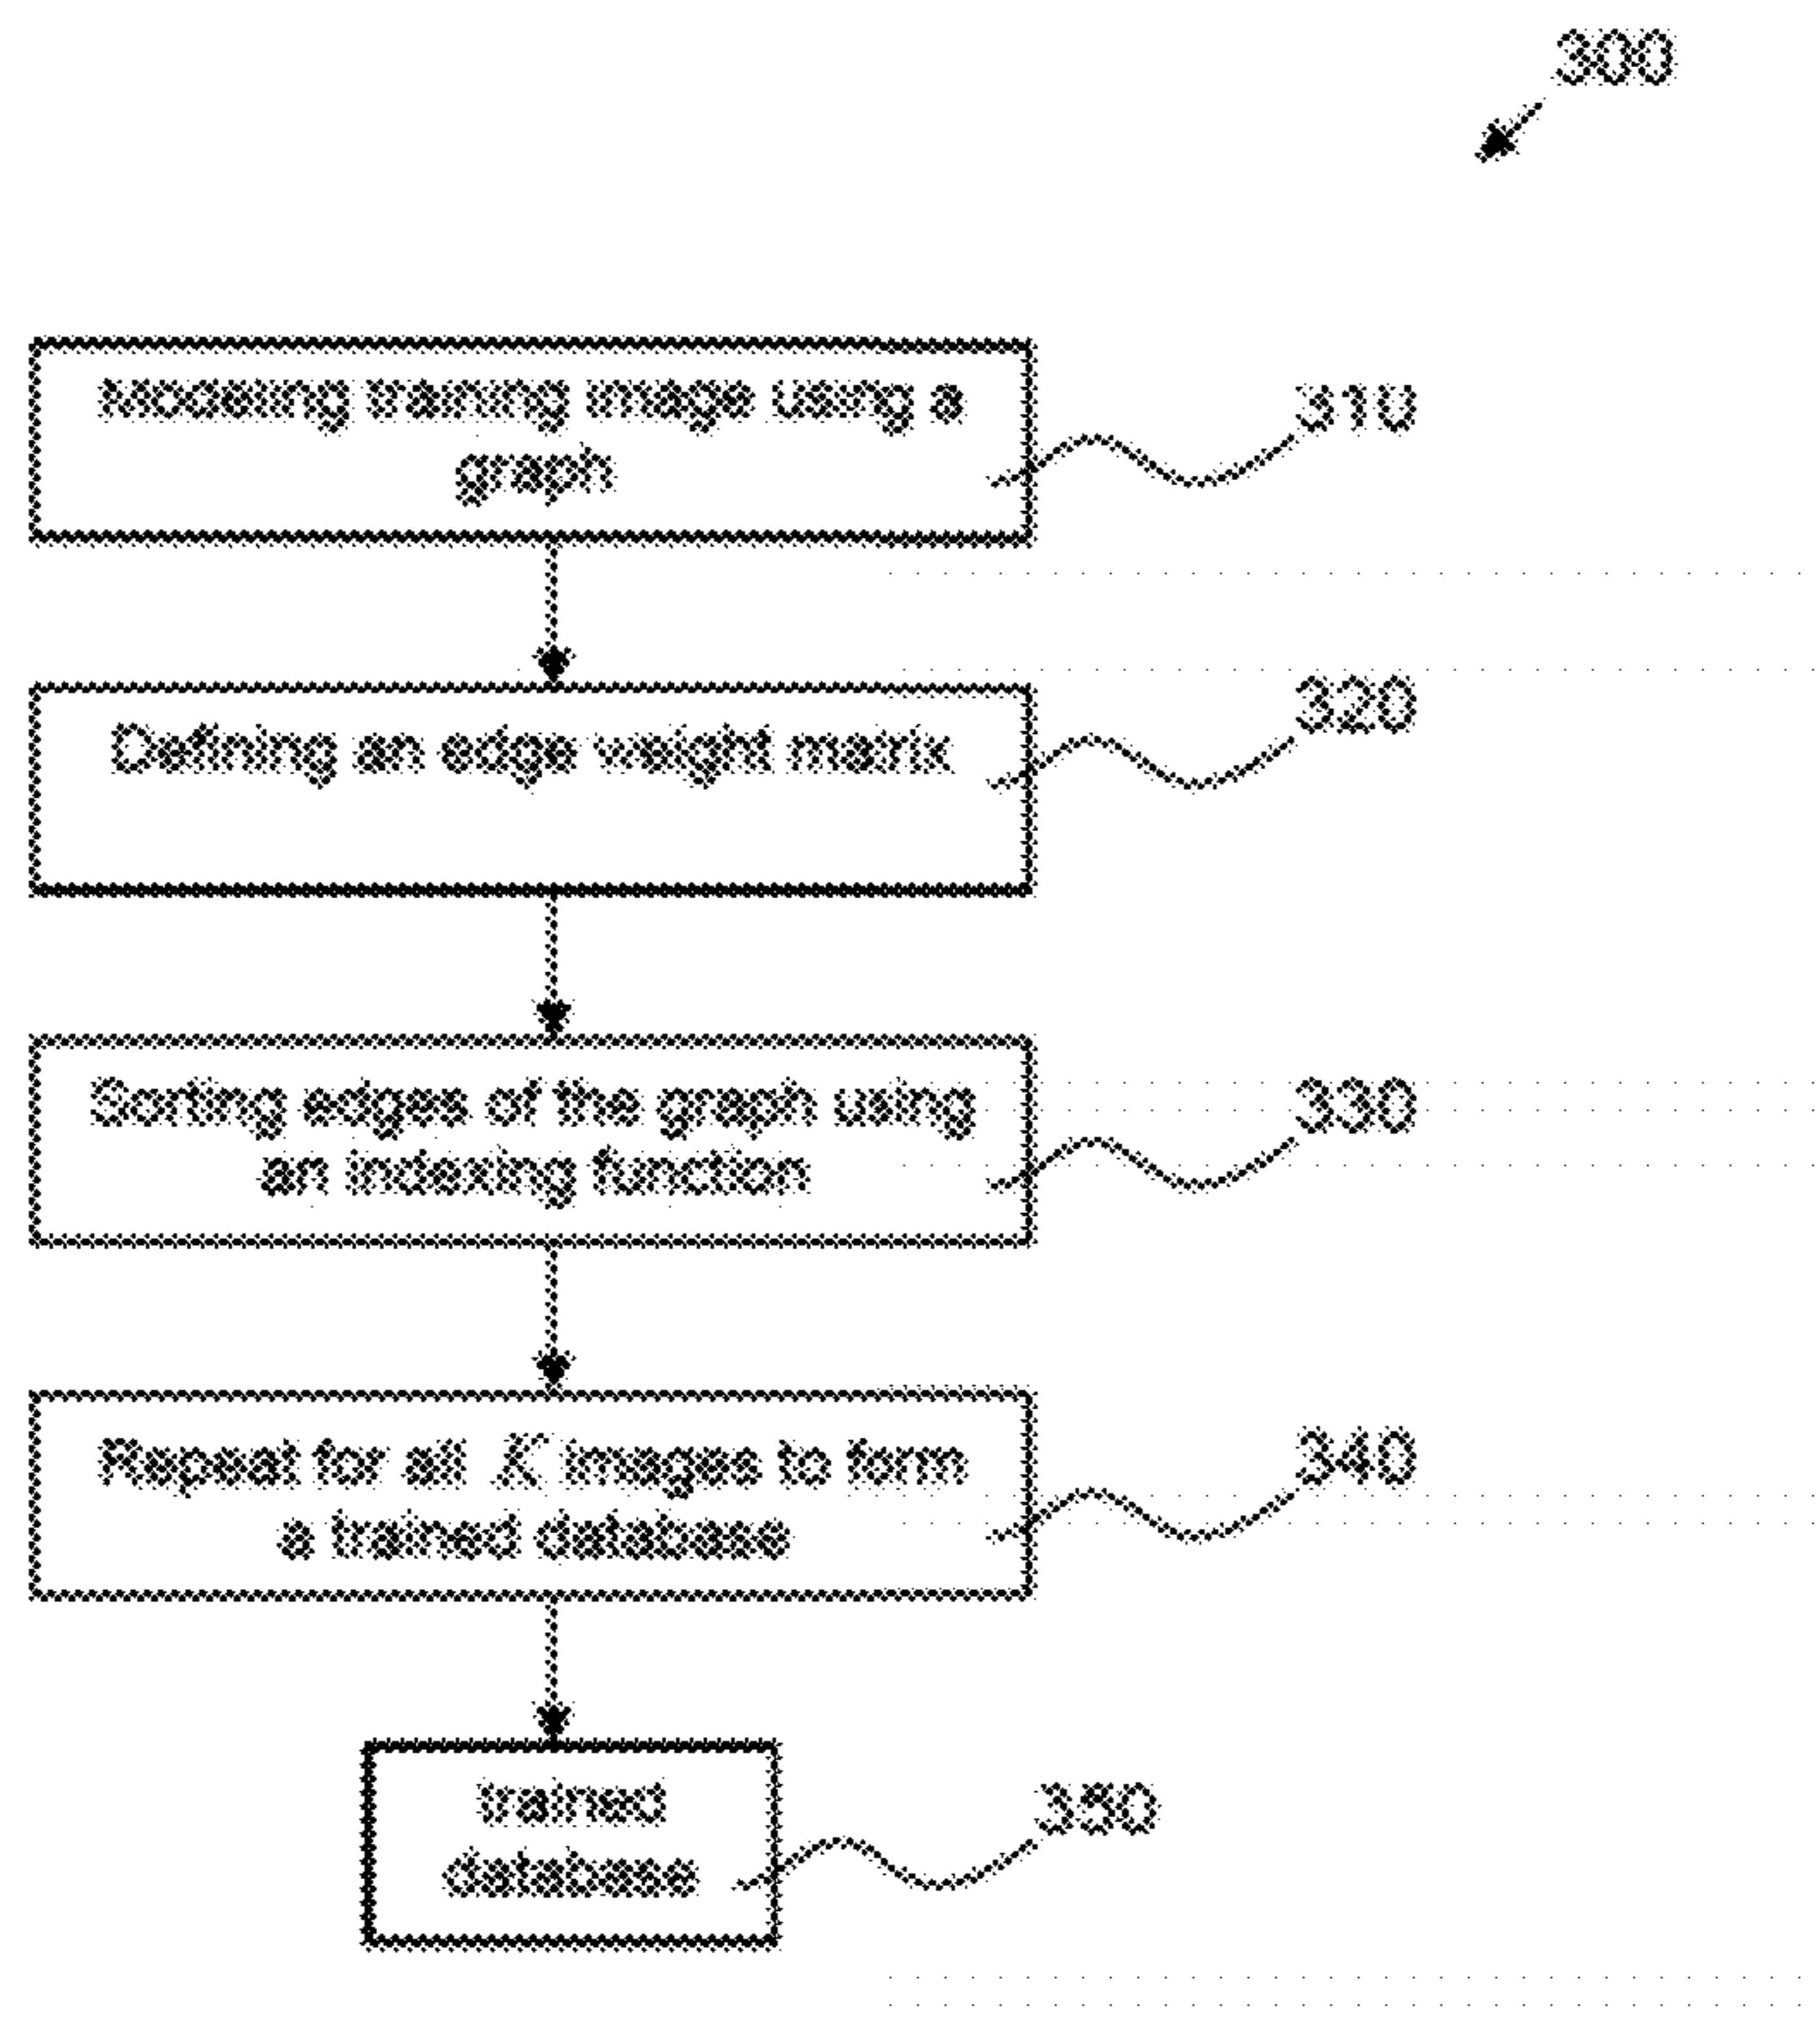 300
Modeling training image using a
graph
310
Defining an edge weight matrix
320
Sorting edges of the graph using
an indexing function
330
Repeat for all K images to form
a trained database
340
trained
database
350